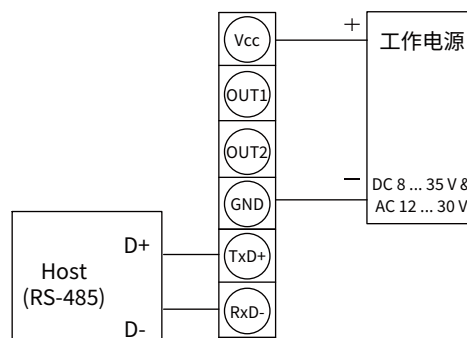 Vcc
+
工作电源
OUT1
OUT2
GND
−
DC 8 ... 35 V &
AC 12 ... 30 V
Host
(RS-485)
D+
TxD+
D-
RxD-